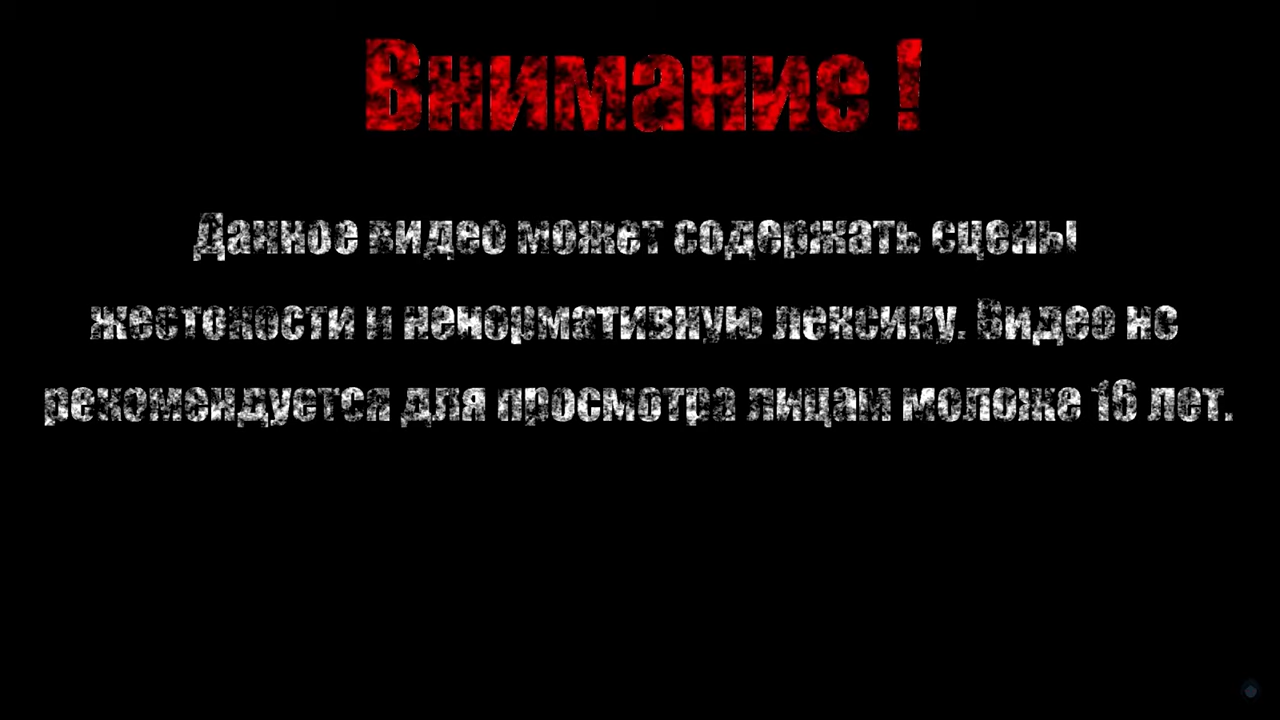 Внимание !
Данное видео может содержать сцены
жестокости и ненормативную лексику. Видео не
рекомендуется для просмотра лицам моложе 16 лет.